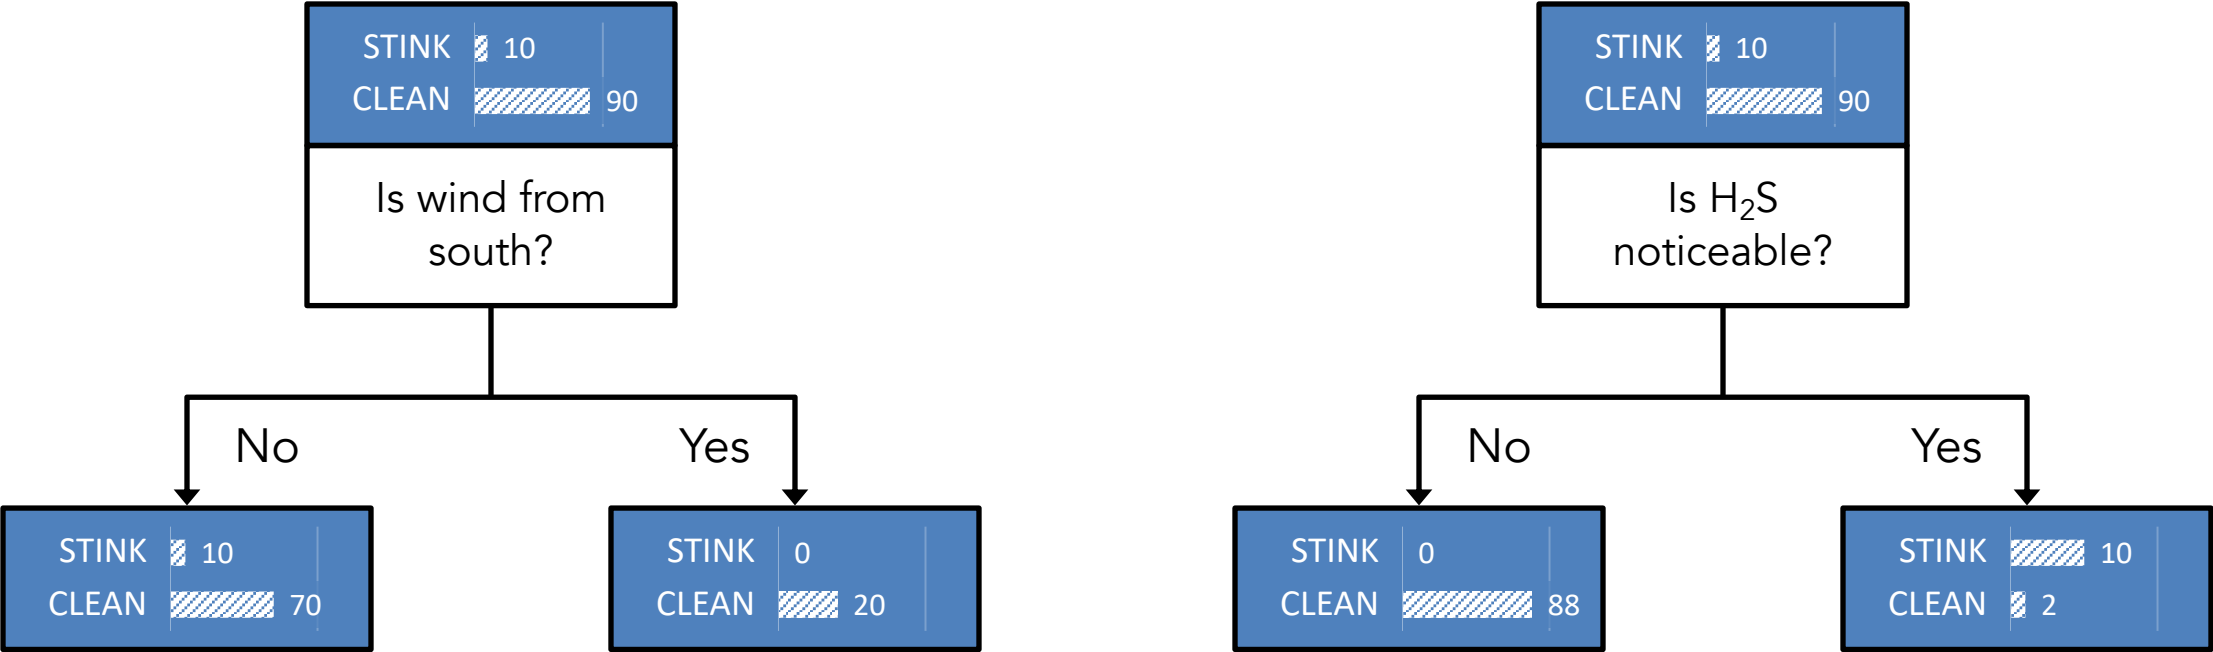 STINK 10
CLEAN 90
Is wind from
south?
No
Yes
STINK 10
CLEAN 70
STINK 0
CLEAN 20
STINK 10
CLEAN 90
Is H₂S
noticeable?
No
Yes
STINK 0
CLEAN 88
STINK 10
CLEAN 2